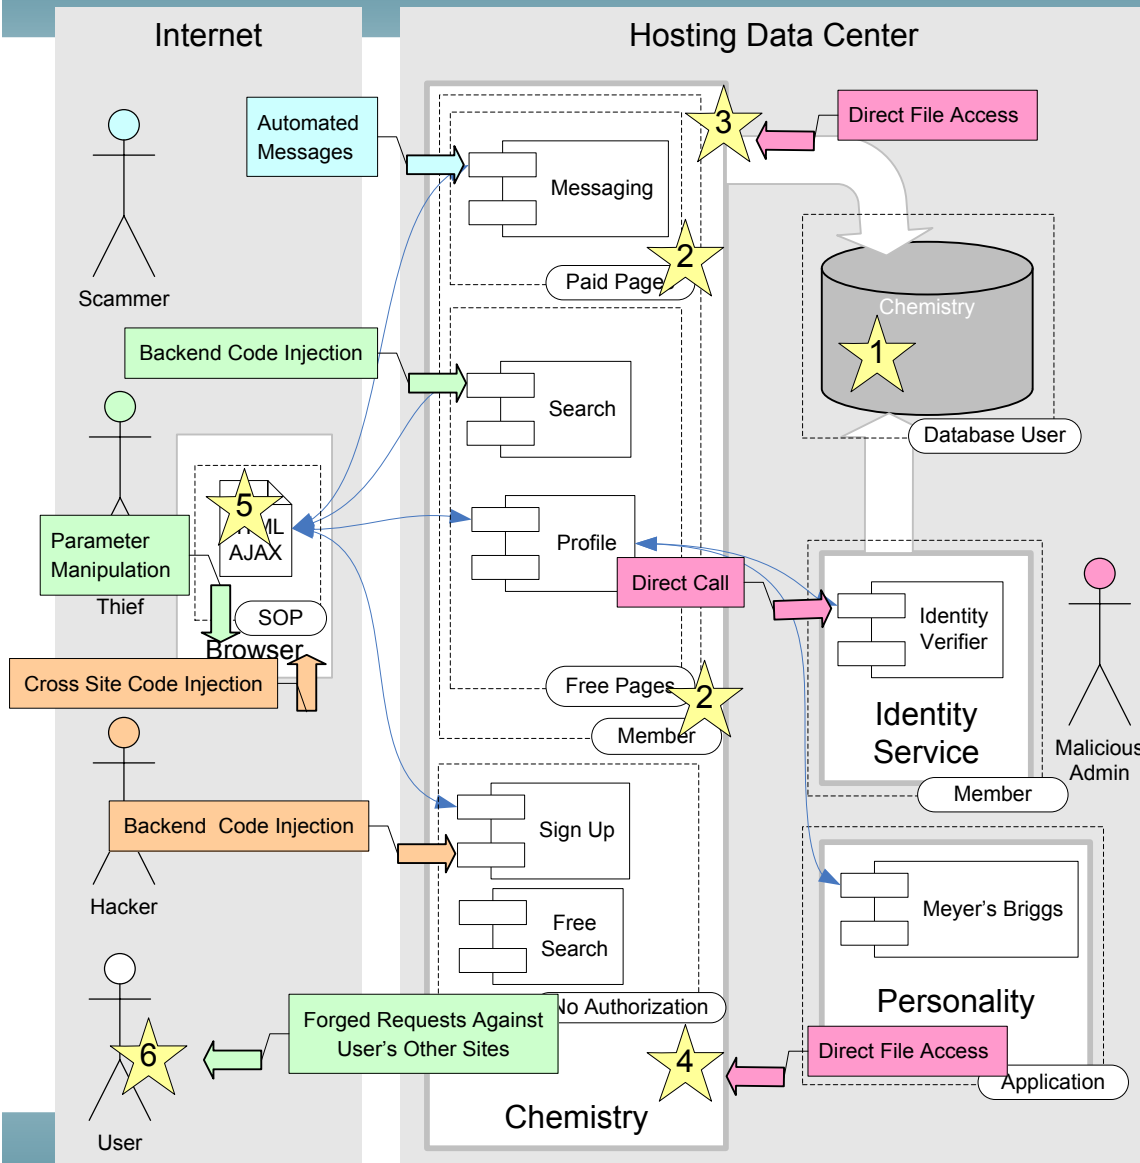 Internet
Hosting Data Center
Automated
Messages
3
Direct File Access
Messaging
Scammer
2
Paid Pages
Chemistry
1
Backend Code Injection
Search
Database User
5
HTML
AJAX
Profile
Parameter
Manipulation
Direct Call
Thief
SOP
Identity
Verifier
Browser
Cross Site Code Injection
Free Pages
2
Member
Identity
Service
Malicious
Admin
Member
Backend Code Injection
Sign Up
Hacker
Free
Search
Meyer's Briggs
Personality
No Authorization
Forged Requests Against
User's Other Sites
6
4
Direct File Access
Application
Chemistry
User